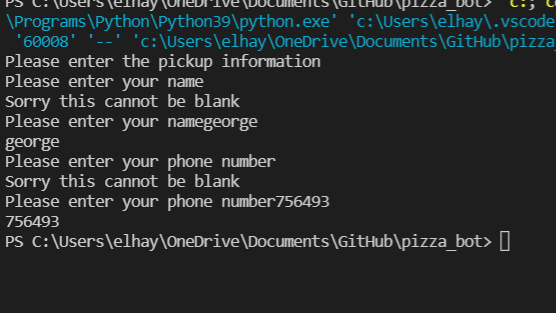 PS C:\Users\elhay\OneDrive\Documents\GitHub\pizza_bot> c:; c
\Programs\Python\Python39\python.exe' 'c:\Users\elhay\.vscode
'60008' '--' 'c:\Users\elhay\OneDrive\Documents\GitHub\pizza_
Please enter the pickup information
Please enter your name
Sorry this cannot be blank
Please enter your namegeorge
george
Please enter your phone number
Sorry this cannot be blank
Please enter your phone number756493
756493
PS C:\Users\elhay\OneDrive\Documents\GitHub\pizza_bot>